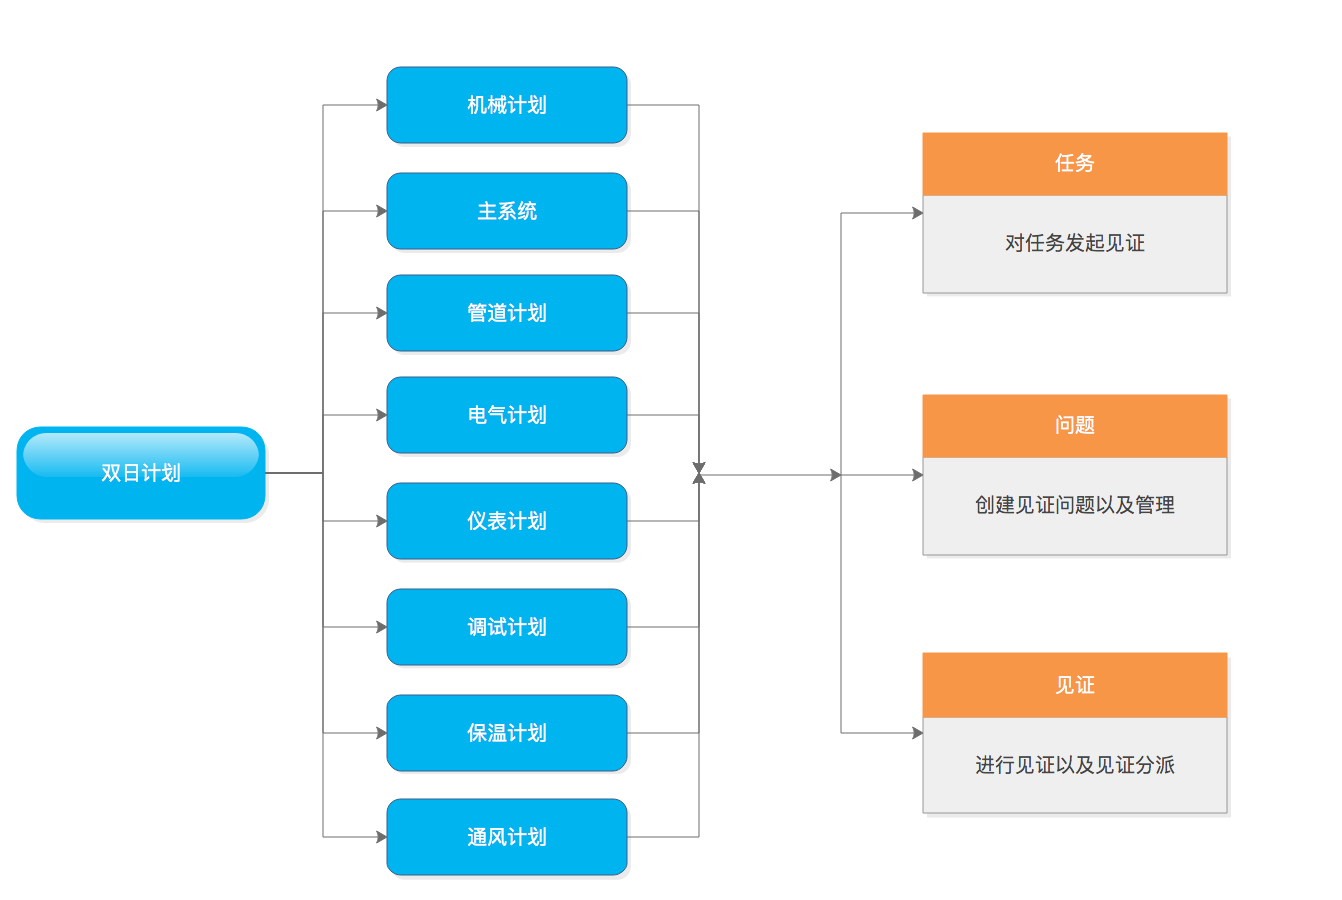 双日计划
机械计划
主系统
管道计划
电气计划
仪表计划
调试计划
保温计划
通风计划
任务
对任务发起见证
问题
创建见证问题以及管理
见证
进行见证以及见证分派